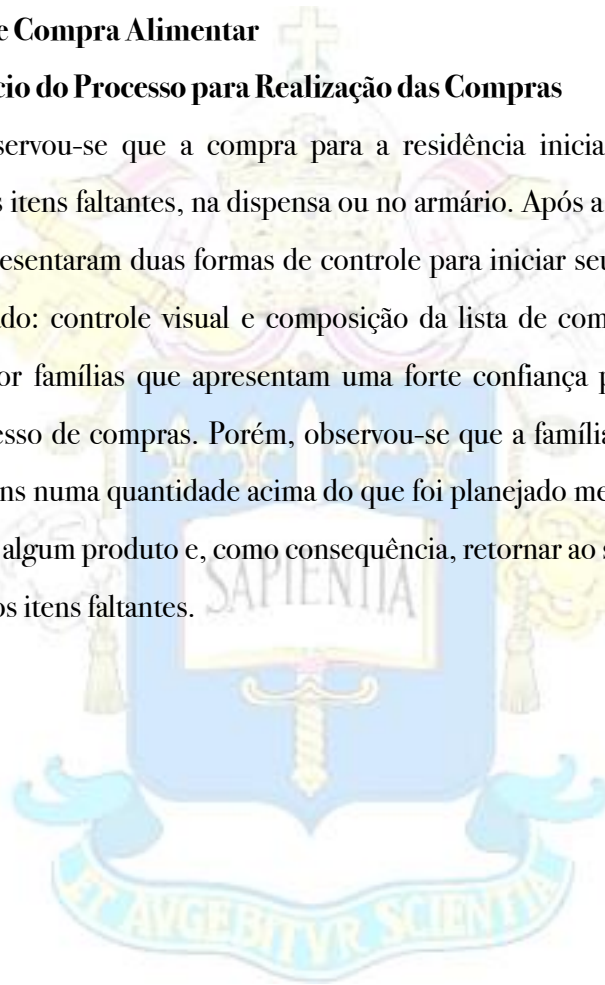 e Compra Alimentar
cio do Processo para Realização das Compras
servou-se que a compra para a residência inicia
s itens faltantes, na dispensa ou no armário. Após a
esentaram duas formas de controle para iniciar seu
ado: controle visual e composição da lista de com
or famílias que apresentam uma forte confiança p
esso de compras. Porém, observou-se que a família
ns numa quantidade acima do que foi planejado me
algum produto e, como consequência, retornar ao s
os itens faltantes.
SAPIENTIA
ET AVGEBITVR SCIENTIA